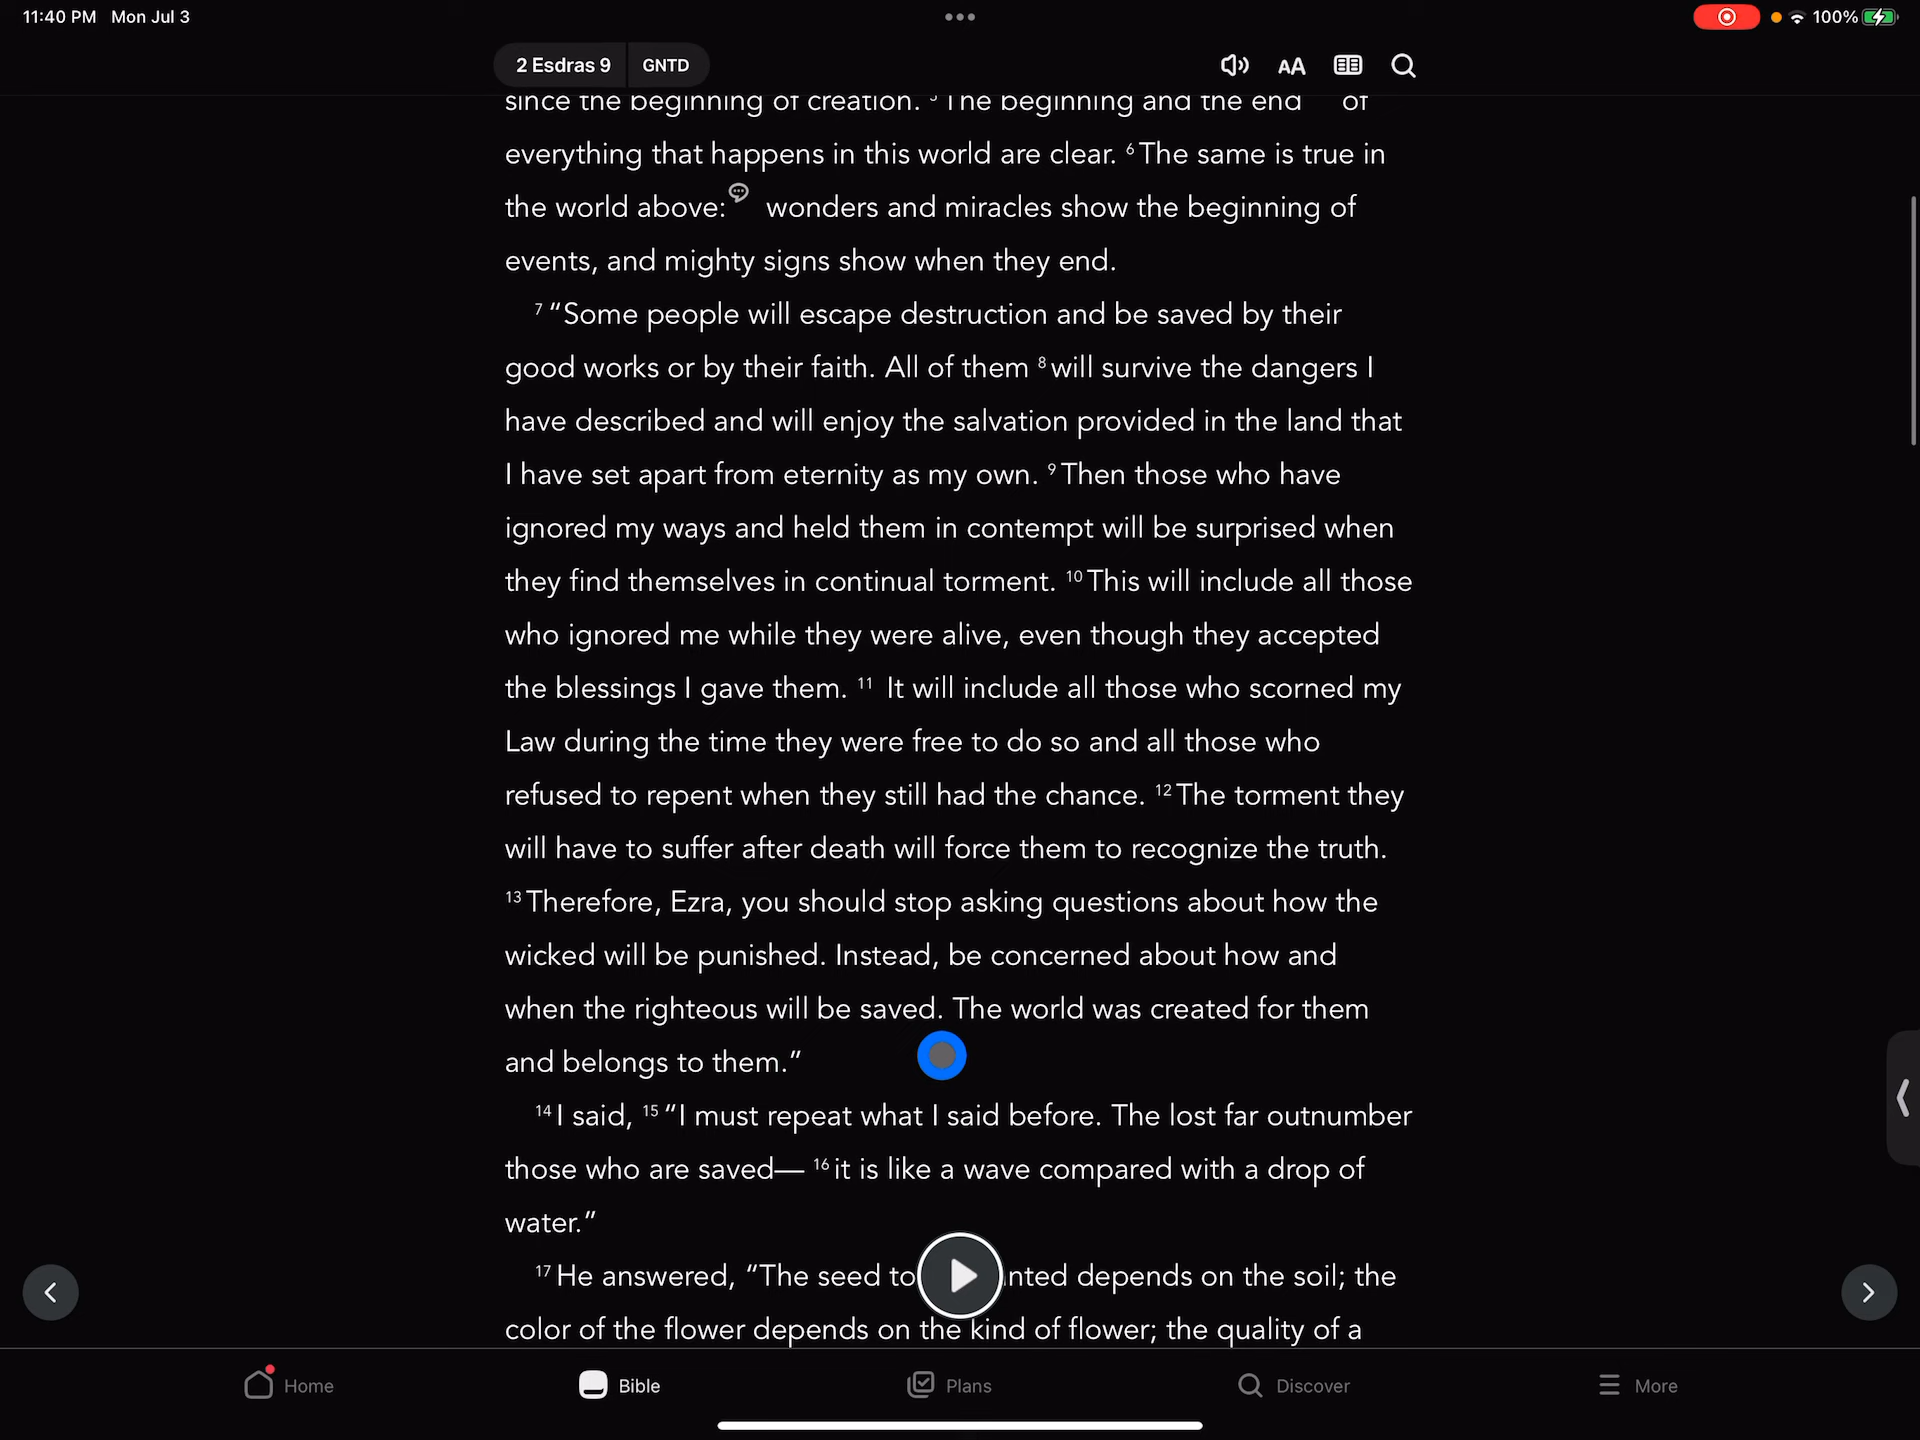 11:40 PM Mon Jul 3
100%
2 Esdras 9 GNTD
AA
since the beginning of creation. 5 The beginning and the end of
everything that happens in this world are clear. 6 The same is true in
the world above: wonders and miracles show the beginning of
events, and mighty signs show when they end.
7 “Some people will escape destruction and be saved by their
good works or by their faith. All of them 8 will survive the dangers I
have described and will enjoy the salvation provided in the land that
I have set apart from eternity as my own. 9 Then those who have
ignored my ways and held them in contempt will be surprised when
they find themselves in continual torment. 10 This will include all those
who ignored me while they were alive, even though they accepted
the blessings I gave them. 11 It will include all those who scorned my
Law during the time they were free to do so and all those who
refused to repent when they still had the chance. 12 The torment they
will have to suffer after death will force them to recognize the truth.
13 Therefore, Ezra, you should stop asking questions about how the
wicked will be punished. Instead, be concerned about how and
when the righteous will be saved. The world was created for them
and belongs to them.”
14 I said, 15 “I must repeat what I said before. The lost far outnumber
those who are saved— 16 it is like a wave compared with a drop of
water.”
17 He answered, “The seed to nted depends on the soil; the
color of the flower depends on the kind of flower; the quality of a
Home Bible Plans Discover More